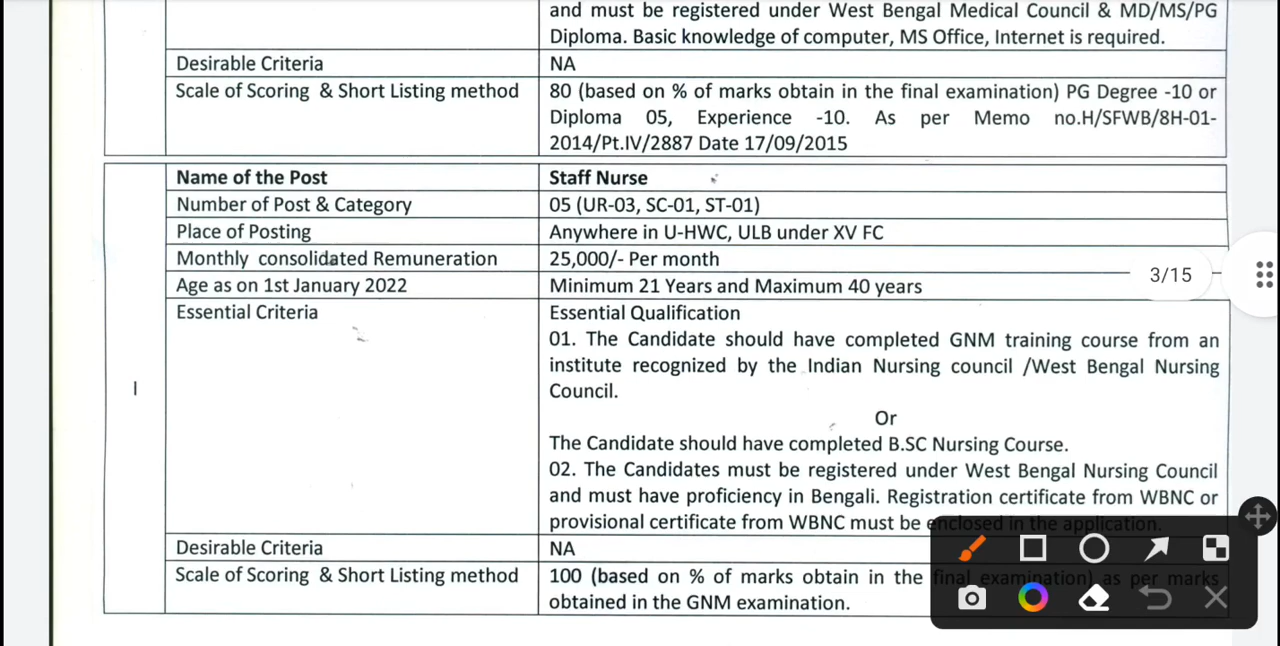 and must be registered under West Bengal Medical Council & MD/MS/PG
Diploma. Basic knowledge of computer, MS Office, Internet is required.
Desirable Criteria NA
Scale of Scoring & Short Listing method 80 (based on % of marks obtain in the final examination) PG Degree -10 or
Diploma 05, Experience -10. As per Memo no.H/SFWB/8H-01-
2014/Pt.IV/2887 Date 17/09/2015
Name of the Post Staff Nurse
Number of Post & Category 05 (UR-03, SC-01, ST-01)
Place of Posting Anywhere in U-HWC, ULB under XV FC
Monthly consolidated Remuneration 25,000/- Per month
3/15
Age as on 1st January 2022 Minimum 21 Years and Maximum 40 years
Essential Criteria Essential Qualification
01. The Candidate should have completed GNM training course from an
institute recognized by the Indian Nursing council /West Bengal Nursing
I
Council.
Or
The Candidate should have completed B.SC Nursing Course.
02. The Candidates must be registered under West Bengal Nursing Council
and must have proficiency in Bengali. Registration certificate from WBNC or
provisional certificate from WBNC must be enclosed in the application.
Desirable Criteria NA
Scale of Scoring & Short Listing method 100 (based on % of marks obtain in the final examination) as per marks
obtained in the GNM examination.